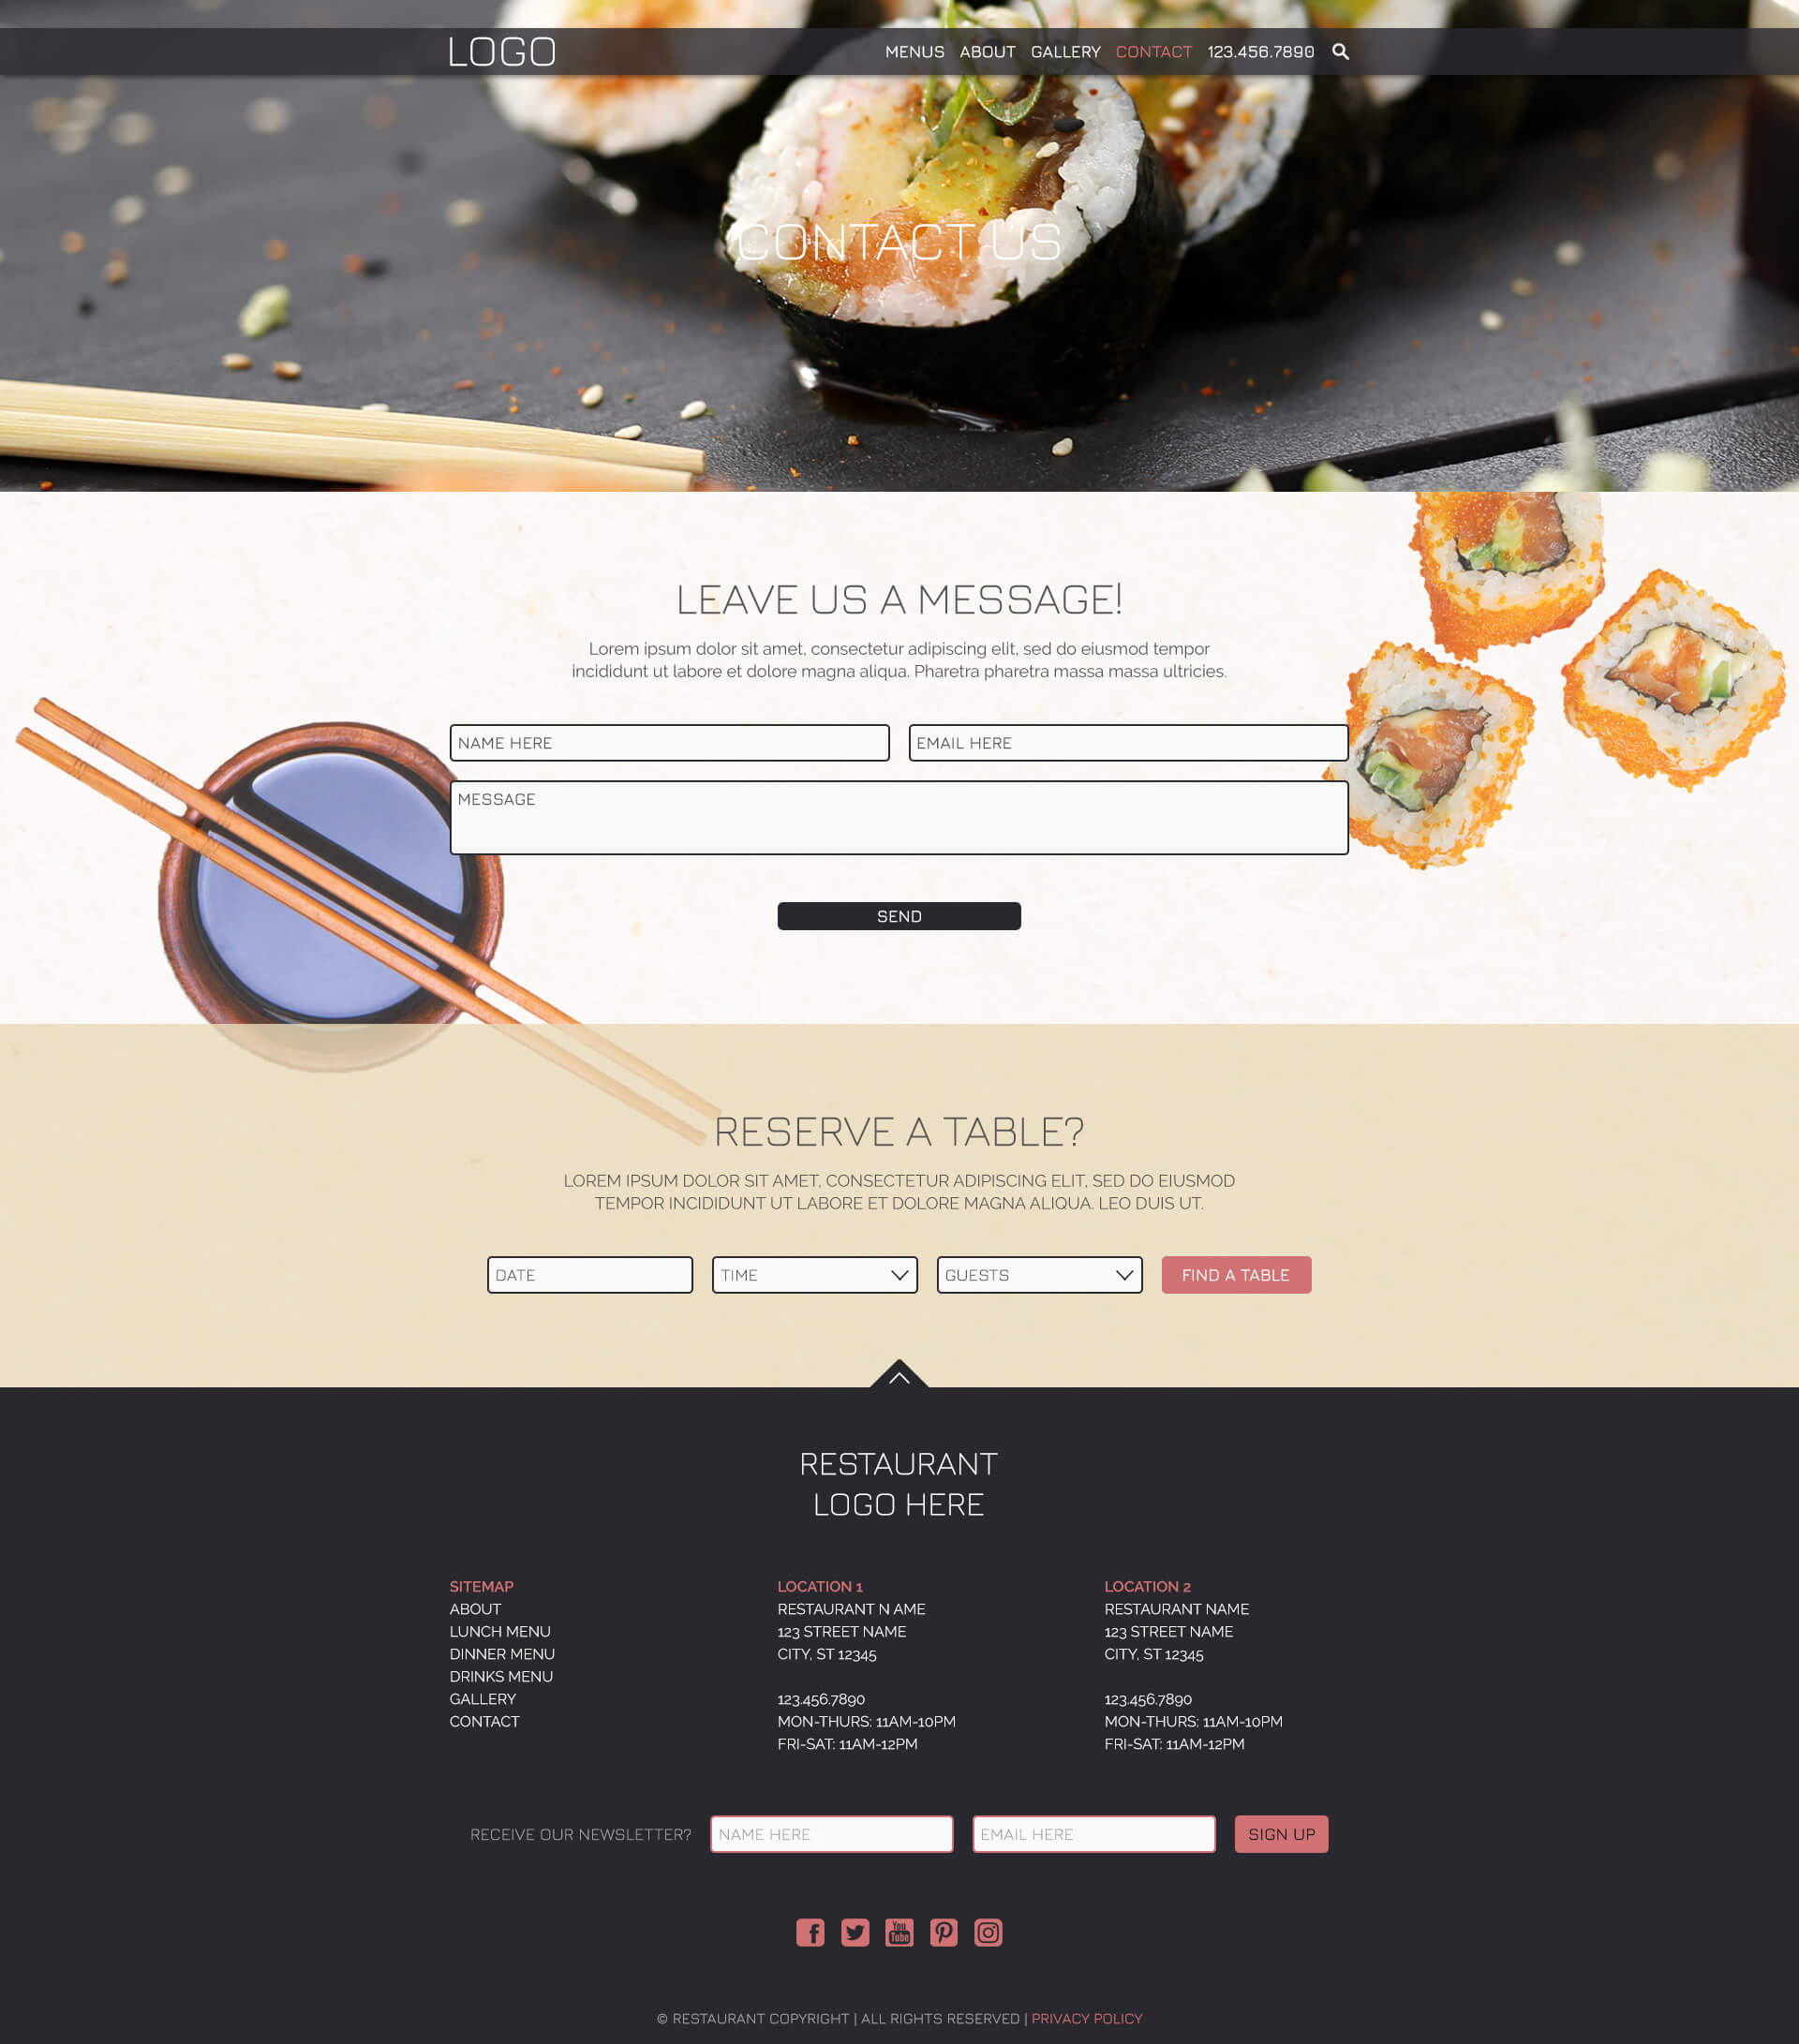 LOGO
MENUS ABOUT GALLERY CONTACT 123.456.7890
CONTACT US
LEAVE US A MESSAGE!
Lorem ipsum dolor sit amet, consectetur adipiscing elit, sed do eiusmod tempor
incididunt ut labore et dolore magna aliqua. Pharetra pharetra massa massa ultricies.
NAME HERE
EMAIL HERE
MESSAGE
SEND
RESERVE A TABLE?
LOREM IPSUM DOLOR SIT AMET, CONSECTETUR ADIPISCING ELIT, SED DO EIUSMOD
TEMPOR INCIDIDUNT UT LABORE ET DOLORE MAGNA ALIQUA. LEO DUIS UT.
DATE
TIME
GUESTS
FIND A TABLE
RESTAURANT
LOGO HERE
SITEMAP
ABOUT
LUNCH MENU
DINNER MENU
DRINKS MENU
GALLERY
CONTACT
LOCATION 1
RESTAURANT N AME
123 STREET NAME
CITY, ST 12345
123.456.7890
MON-THURS: 11AM-10PM
FRI-SAT: 11AM-12PM
LOCATION 2
RESTAURANT NAME
123 STREET NAME
CITY, ST 12345
123.456.7890
MON-THURS: 11AM-10PM
FRI-SAT: 11AM-12PM
RECEIVE OUR NEWSLETTER?
NAME HERE
EMAIL HERE
SIGN UP
You
Tube
© RESTAURANT COPYRIGHT | ALL RIGHTS RESERVED | PRIVACY POLICY